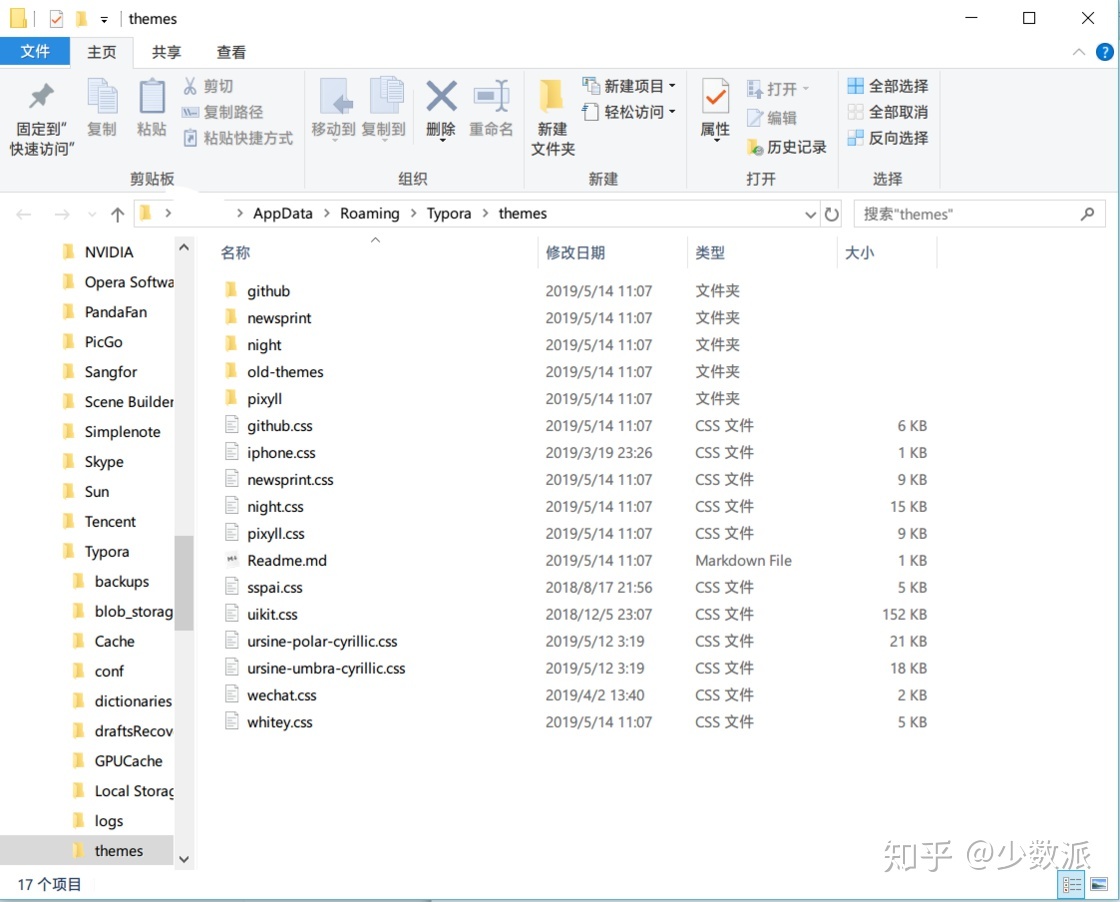 themes
文件 主页 共享 查看
固定到"
快速访问"
复制
粘贴
剪切
复制路径
粘贴快捷方式
剪贴板
移动到 复制到 删除 重命名
组织
新建
文件夹
新建项目
轻松访问
新建
属性
打开
编辑
历史记录
打开
全部选择
全部取消
反向选择
选择
AppData Roaming Typora themes
搜索"themes"
NVIDIA
Opera Softwa
PandaFan
PicGo
Sangfor
Scene Builder
Simplenote
Skype
Sun
Tencent
Typora
backups
blob_storag
Cache
conf
dictionaries
draftsRecov
GPUCache
Local Storag
logs
themes
名称 修改日期 类型 大小
github 2019/5/14 11:07 文件夹
newsprint 2019/5/14 11:07 文件夹
night 2019/5/14 11:07 文件夹
old-themes 2019/5/14 11:07 文件夹
pixyll 2019/5/14 11:07 文件夹
github.css 2019/5/14 11:07 CSS 文件 6 KB
iphone.css 2019/3/19 23:26 CSS 文件 1 KB
newsprint.css 2019/5/14 11:07 CSS 文件 9 KB
night.css 2019/5/14 11:07 CSS 文件 15 KB
pixyll.css 2019/5/14 11:07 CSS 文件 9 KB
Readme.md 2019/5/14 11:07 Markdown File 1 KB
sspai.css 2018/8/17 21:56 CSS 文件 5 KB
uikit.css 2018/12/5 23:07 CSS 文件 152 KB
ursine-polar-cyrillic.css 2019/5/12 3:19 CSS 文件 21 KB
ursine-umbra-cyrillic.css 2019/5/12 3:19 CSS 文件 18 KB
wechat.css 2019/4/2 13:40 CSS 文件 2 KB
whitey.css 2019/5/14 11:07 CSS 文件 5 KB
知乎 @少数派
17 个项目